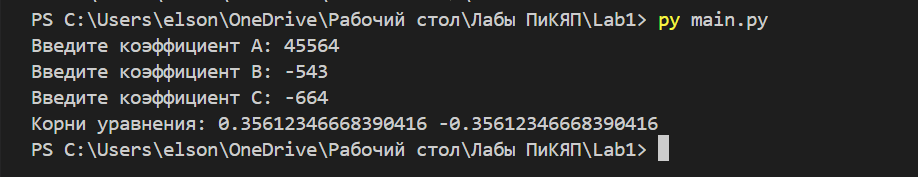 PS C:\Users\elson\OneDrive\Рабочий стол\Лабы ПиКЯП\Lab1> py main.py
Введите коэффициент A: 45564
Введите коэффициент B: -543
Введите коэффициент C: -664
Корни уравнения: 0.35612346668390416 -0.35612346668390416
PS C:\Users\elson\OneDrive\Рабочий стол\Лабы ПиКЯП\Lab1>